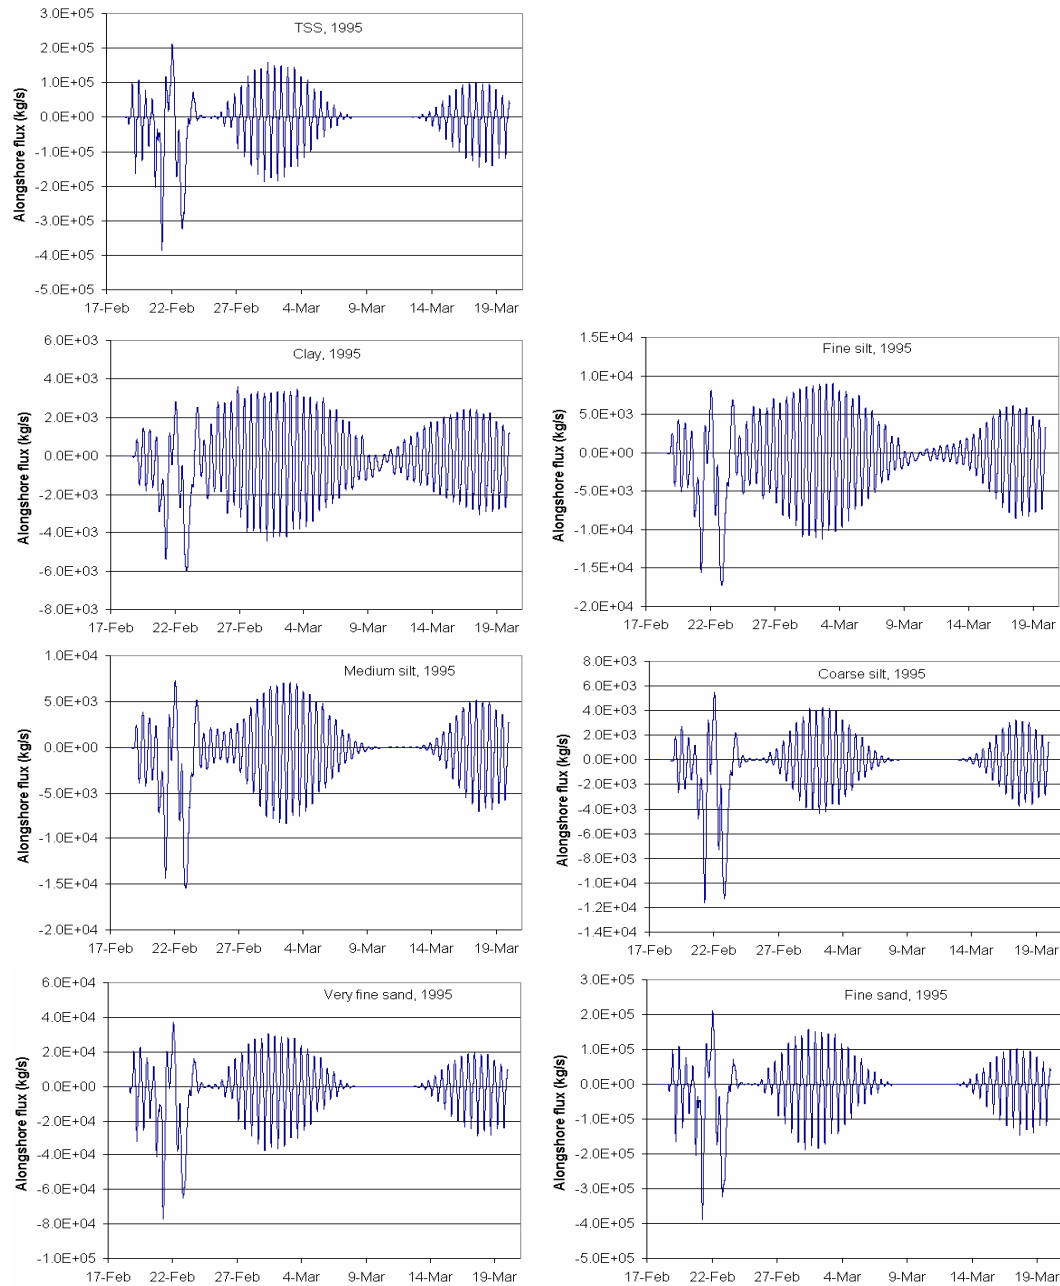 TSS, 1995
Alongshore flux (kg/s)
3.0E+05
2.0E+05
1.0E+05
0.0E+00
-1.0E+05
-2.0E+05
-3.0E+05
-4.0E+05
-5.0E+05
17-Feb 22-Feb 27-Feb 4-Mar 9-Mar 14-Mar 19-Mar
Clay, 1995
Alongshore flux (kg/s)
6.0E+03
4.0E+03
2.0E+03
0.0E+00
-2.0E+03
-4.0E+03
-6.0E+03
-8.0E+03
17-Feb 22-Feb 27-Feb 4-Mar 9-Mar 14-Mar 19-Mar
Fine silt, 1995
Alongshore flux (kg/s)
1.5E+04
1.0E+04
5.0E+03
0.0E+00
-5.0E+03
-1.0E+04
-1.5E+04
-2.0E+04
17-Feb 22-Feb 27-Feb 4-Mar 9-Mar 14-Mar 19-Mar
Medium silt, 1995
Alongshore flux (kg/s)
1.0E+04
5.0E+03
0.0E+00
-5.0E+03
-1.0E+04
-1.5E+04
-2.0E+04
17-Feb 22-Feb 27-Feb 4-Mar 9-Mar 14-Mar 19-Mar
Coarse silt, 1995
Alongshore flux (kg/s)
8.0E+03
6.0E+03
4.0E+03
2.0E+03
0.0E+00
-2.0E+03
-4.0E+03
-6.0E+03
-8.0E+03
-1.0E+04
-1.2E+04
-1.4E+04
17-Feb 22-Feb 27-Feb 4-Mar 9-Mar 14-Mar 19-Mar
Very fine sand, 1995
Alongshore flux (kg/s)
6.0E+04
4.0E+04
2.0E+04
0.0E+00
-2.0E+04
-4.0E+04
-6.0E+04
-8.0E+04
-1.0E+05
17-Feb 22-Feb 27-Feb 4-Mar 9-Mar 14-Mar 19-Mar
Fine sand, 1995
Alongshore flux (kg/s)
3.0E+05
2.0E+05
1.0E+05
0.0E+00
-1.0E+05
-2.0E+05
-3.0E+05
-4.0E+05
-5.0E+05
17-Feb 22-Feb 27-Feb 4-Mar 9-Mar 14-Mar 19-Mar